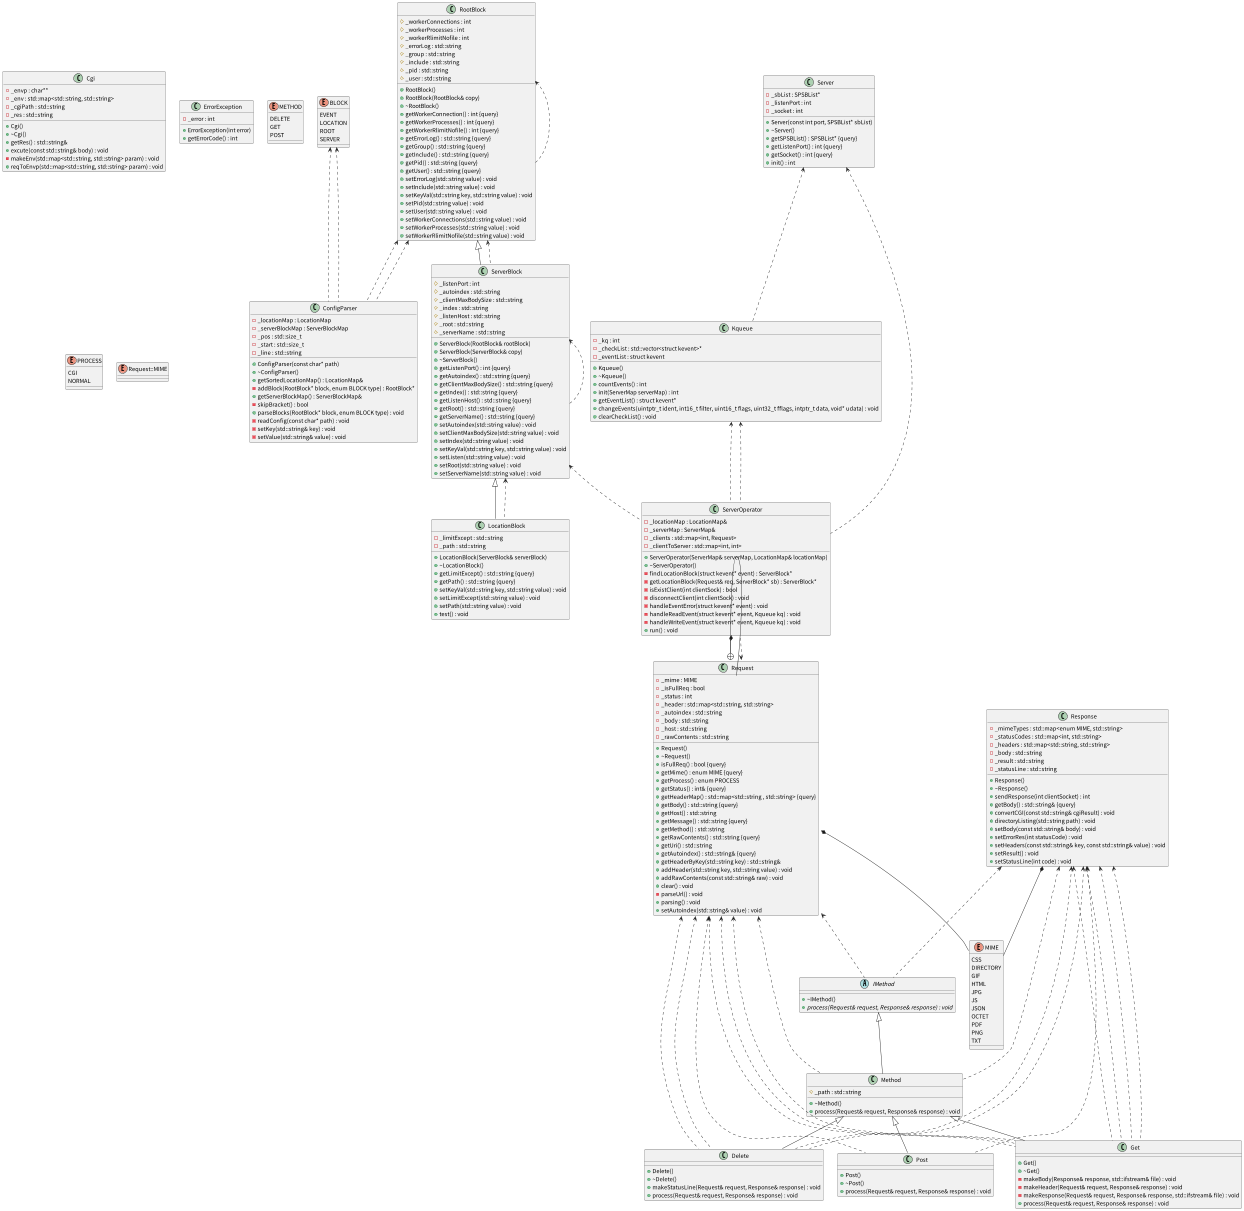 RootBlock
_workerConnections : int
_workerProcesses : int
_workerRlimitNofile : int
_errorLog : std::string
_group : std::string
_include : std::string
_pid : std::string
_user : std::string
RootBlock()
RootBlock(RootBlock& copy)
~RootBlock()
getWorkerConnection() : int {query}
getWorkerProcesses() : int {query}
getWorkerRlimitNofile() : int {query}
getErrorLog() : std::string {query}
getGroup() : std::string {query}
getInclude() : std::string {query}
getPid() : std::string {query}
getUser() : std::string {query}
setErrorLog(std::string value) : void
setInclude(std::string value) : void
setKeyVal(std::string key, std::string value) : void
setPid(std::string value) : void
setUser(std::string value) : void
setWorkerConnections(std::string value) : void
setWorkerProcesses(std::string value) : void
setWorkerRlimitNofile(std::string value) : void
Cgi
_envp : char**
_env : std::map<std::string, std::string>
_cgiPath : std::string
_res : std::string
Cgi()
~Cgi()
getRes() : std::string&
excute(const std::string& body) : void
makeEnv(std::map<std::string, std::string> param) : void
reqToEnvp(std::map<std::string, std::string> param) : void
ErrorException
_error : int
ErrorException(int error)
getErrorCode() : int
METHOD
DELETE
GET
POST
BLOCK
EVENT
LOCATION
ROOT
SERVER
Server
_sbList : SPSBList*
_listenPort : int
_socket : int
Server(const int port, SPSBList* sbList)
~Server()
getSPSBList() : SPSBList* {query}
getListenPort() : int {query}
getSocket() : int {query}
init() : int
ServerBlock
_listenPort : int
_autoindex : std::string
_clientMaxBodySize : std::string
_index : std::string
_listenHost : std::string
_root : std::string
_serverName : std::string
ServerBlock(RootBlock& rootBlock)
ServerBlock(ServerBlock& copy)
~ServerBlock()
getListenPort() : int {query}
getAutoindex() : std::string {query}
getClientMaxBodySize() : std::string {query}
getIndex() : std::string {query}
getListenHost() : std::string {query}
getRoot() : std::string {query}
getServerName() : std::string {query}
setAutoindex(std::string value) : void
setClientMaxBodySize(std::string value) : void
setIndex(std::string value) : void
setKeyVal(std::string key, std::string value) : void
setListen(std::string value) : void
setRoot(std::string value) : void
setServerName(std::string value) : void
ConfigParser
_locationMap : LocationMap
_serverBlockMap : ServerBlockMap
_pos : std::size_t
_start : std::size_t
_line : std::string
ConfigParser(const char* path)
~ConfigParser()
getSortedLocationMap() : LocationMap&
addBlock(RootBlock* block, enum BLOCK type) : RootBlock*
getServerBlockMap() : ServerBlockMap&
skipBracket() : bool
parseBlocks(RootBlock* block, enum BLOCK type) : void
readConfig(const char* path) : void
setKey(std::string& key) : void
setValue(std::string& value) : void
Kqueue
_kq : int
_checkList : std::vector<struct kevent>*
_eventList : struct kevent
Kqueue()
~Kqueue()
countEvents() : int
init(ServerMap serverMap) : int
getEventList() : struct kevent*
changeEvents(uintptr_t ident, int16_t filter, uint16_t flags, uint32_t fflags, intptr_t data, void* udata) : void
clearCheckList() : void
PROCESS
CGI
NORMAL
Request::MIME
LocationBlock
_limitExcept : std::string
_path : std::string
LocationBlock(ServerBlock& serverBlock)
~LocationBlock()
getLimitExcept() : std::string {query}
getPath() : std::string {query}
setKeyVal(std::string key, std::string value) : void
setLimitExcept(std::string value) : void
setPath(std::string value) : void
test() : void
ServerOperator
_locationMap : LocationMap&
_serverMap : ServerMap&
_clients : std::map<int, Request>
_clientToServer : std::map<int, int>
ServerOperator(ServerMap& serverMap, LocationMap& locationMap)
~ServerOperator()
findLocationBlock(struct kevent* event) : ServerBlock*
getLocationBlock(Request& req, ServerBlock* sb) : ServerBlock*
isExistClient(int clientSock) : bool
disconnectClient(int clientSock) : void
handleEventError(struct kevent* event) : void
handleReadEvent(struct kevent* event, Kqueue kq) : void
handleWriteEvent(struct kevent* event, Kqueue kq) : void
run() : void
Request
_mime : MIME
_isFullReq : bool
_status : int
_header : std::map<std::string, std::string>
_autoindex : std::string
_body : std::string
_host : std::string
_rawContents : std::string
Request()
~Request()
isFullReq() : bool {query}
getMime() : enum MIME {query}
getProcess() : enum PROCESS
getStatus() : int& {query}
getHeaderMap() : std::map<std::string , std::string> {query}
getBody() : std::string {query}
getHost() : std::string
getMessage() : std::string {query}
getMethod() : std::string
getRawContents() : std::string {query}
getUri() : std::string
getAutoindex() : std::string& {query}
getHeaderByKey(std::string key) : std::string&
addHeader(std::string key, std::string value) : void
addRawContents(const std::string& raw) : void
clear() : void
parseUrl() : void
parsing() : void
setAutoindex(std::string& value) : void
Response
_mimeTypes : std::map<enum MIME, std::string>
_statusCodes : std::map<int, std::string>
_headers : std::map<std::string, std::string>
_body : std::string
_result : std::string
_statusLine : std::string
Response()
~Response()
sendResponse(int clientSocket) : int
getBody() : std::string& {query}
convertCGI(const std::string& cgiResult) : void
directoryListing(std::string path) : void
setBody(const std::string& body) : void
setErrorRes(int statusCode) : void
setHeaders(const std::string& key, const std::string& value) : void
setResult() : void
setStatusLine(int code) : void
MIME
CSS
DIRECTORY
GIF
HTML
JPG
JS
JSON
OCTET
PDF
PNG
TXT
IMethod
~IMethod()
process(Request& request, Response& response) : void
Method
_path : std::string
~Method()
process(Request& request, Response& response) : void
Delete
Delete()
~Delete()
makeStatusLine(Request& request, Response& response) : void
process(Request& request, Response& response) : void
Post
Post()
~Post()
process(Request& request, Response& response) : void
Get
Get()
~Get()
makeBody(Response& response, std::ifstream& file) : void
makeHeader(Request& request, Response& response) : void
makeResponse(Request& request, Response& response, std::ifstream& file) : void
process(Request& request, Response& response) : void